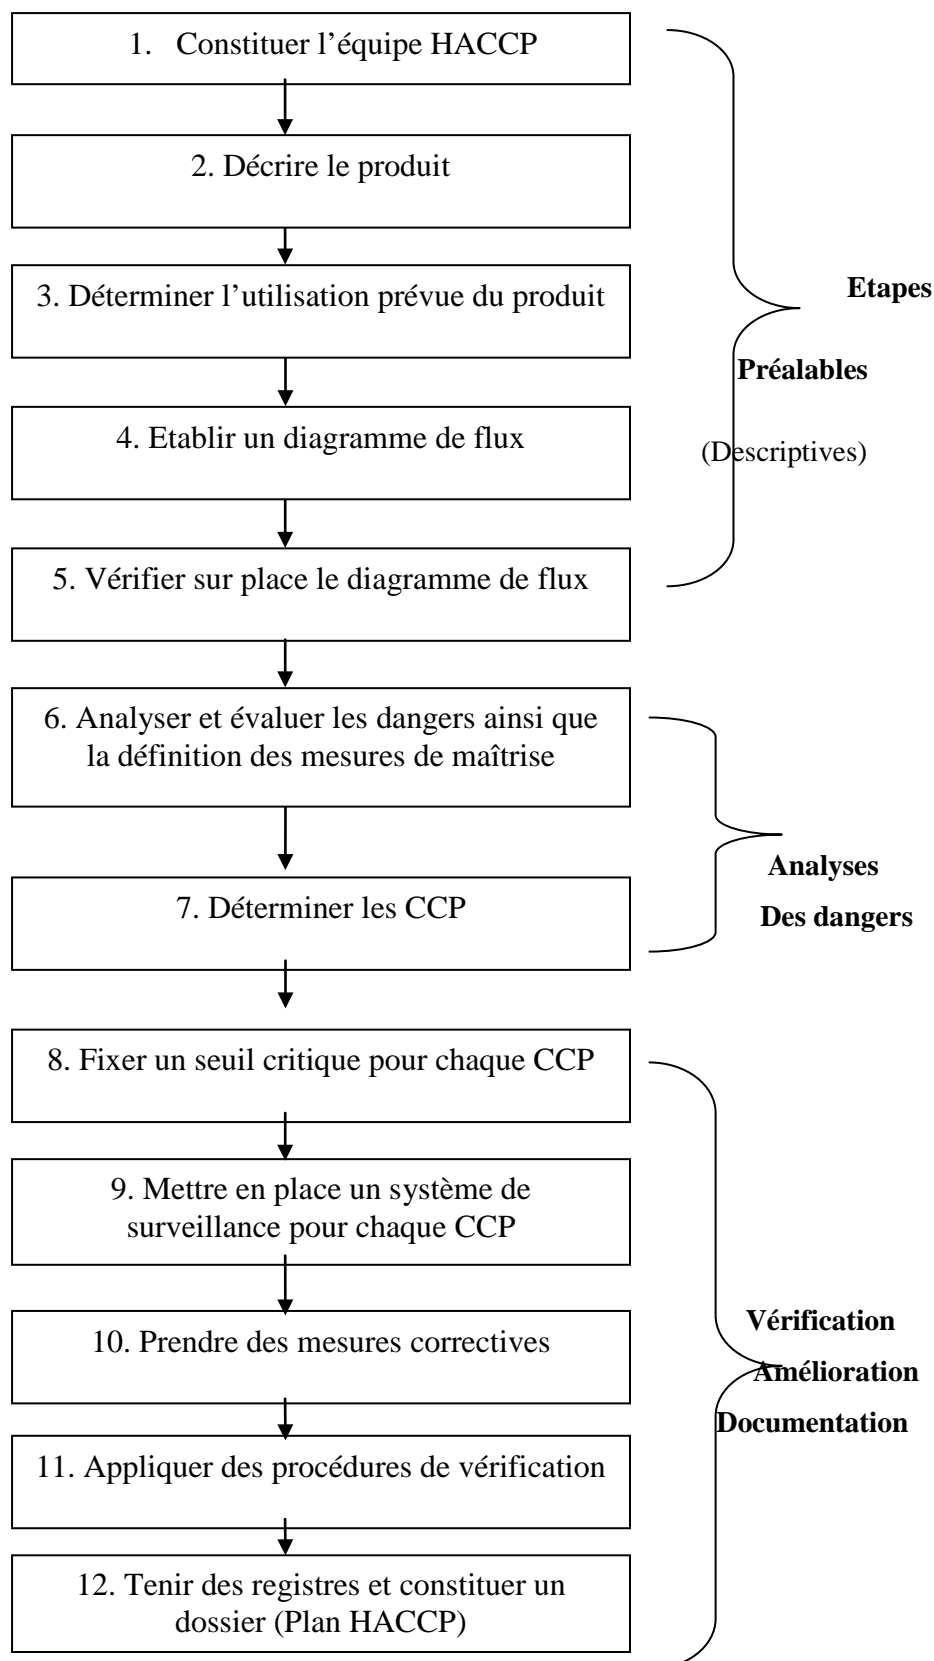 1. Constituer l’équipe HACCP
2. Décrire le produit
3. Déterminer l’utilisation prévue du produit
4. Etablir un diagramme de flux
5. Vérifier sur place le diagramme de flux
Etapes
Préalables
(Descriptives)
6. Analyser et évaluer les dangers ainsi que
la définition des mesures de maîtrise
7. Déterminer les CCP
Analyses
Des dangers
8. Fixer un seuil critique pour chaque CCP
9. Mettre en place un système de
surveillance pour chaque CCP
10. Prendre des mesures correctives
11. Appliquer des procédures de vérification
12. Tenir des registres et constituer un
dossier (Plan HACCP)
Vérification
Amélioration
Documentation